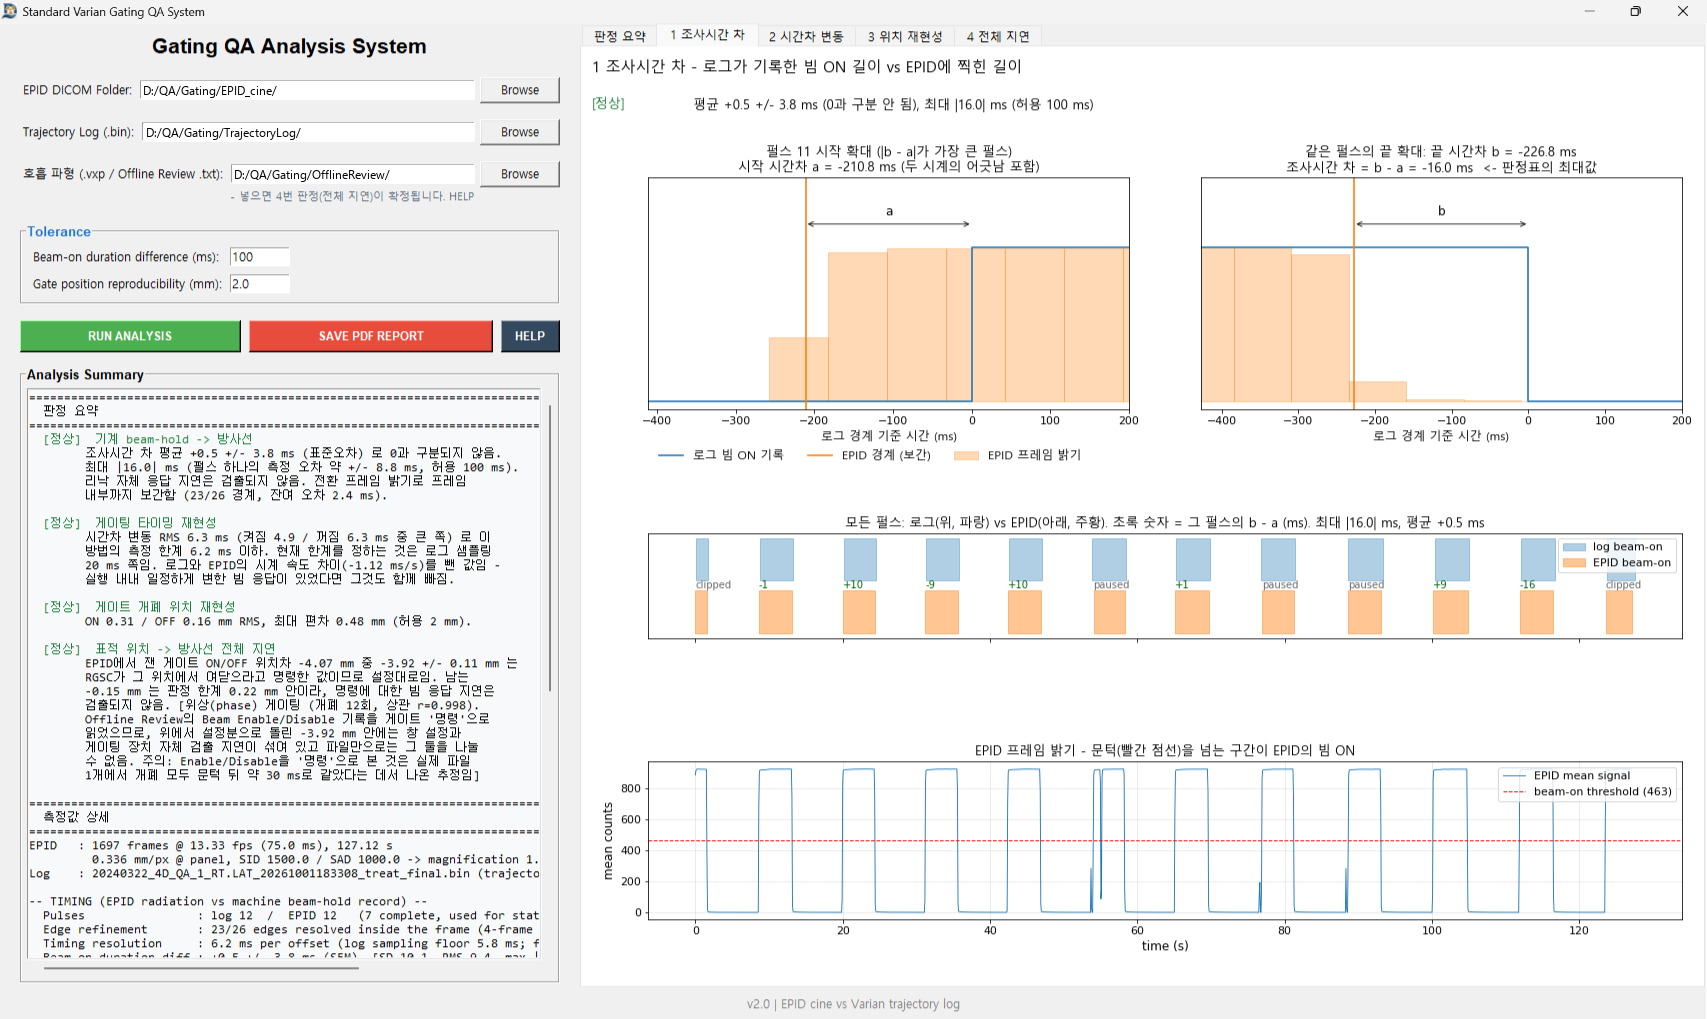 Standard Varian Gating QA System
Gating QA Analysis System
EPID DICOM Folder: D:/QA/Gating/EPID_cine/ Browse
Trajectory Log (.bin): D:/QA/Gating/TrajectoryLog/ Browse
호흡 파형 (.vxp / Offline Review .txt): D:/QA/Gating/OfflineReview/ Browse
- 넣으면 4번 판정(전체 지연)이 확정됩니다. HELP
Tolerance
Beam-on duration difference (ms): 100
Gate position reproducibility (mm): 2.0
RUN ANALYSIS SAVE PDF REPORT HELP
Analysis Summary
판정 요약
[정상] 기계 beam-hold -> 방사선
조사시간 차 평균 +0.5 +/- 3.8 ms (표준오차) 로 0과 구분되지 않음.
최대 |16.0| ms (펄스 하나의 측정 오차 약 +/- 8.8 ms, 허용 100 ms).
리낙 자체 응답 지연은 검출되지 않음. 전환 프레임 밝기로 프레임
내부까지 보간함 (23/26 경계, 잔여 오차 2.4 ms).
[정상] 게이팅 타이밍 재현성
시간차 변동 RMS 6.3 ms (켜짐 4.9 / 꺼짐 6.3 ms 중 큰 쪽) 로 이
방법의 측정 한계 6.2 ms 이하. 현재 한계를 정하는 것은 로그 샘플링
20 ms 쪽임. 로그와 EPID의 시계 속도 차이(-1.12 ms/s)를 뺀 값임 -
실행 내내 일정하게 변한 빔 응답이 있었다면 그것도 함께 빠짐.
[정상] 게이트 개폐 위치 재현성
ON 0.31 / OFF 0.16 mm RMS, 최대 편차 0.48 mm (허용 2 mm).
[정상] 표적 위치 -> 방사선 전체 지연
EPID에서 잰 게이트 ON/OFF 위치차 -4.07 mm 중 -3.92 +/- 0.11 mm 는
RGSC가 그 위치에서 여닫으라고 명령한 값이므로 설정대로임. 남는
-0.15 mm 는 판정 한계 0.22 mm 안이라, 명령에 대한 빔 응답 지연은
검출되지 않음. [위상(phase) 게이팅 (개폐 12회, 상관 r=0.998).
Offline Review의 Beam Enable/Disable 기록을 게이트 '명령'으로
읽었으므로, 위에서 설정분으로 돌린 -3.92 mm 안에는 창 설정과
게이팅 장치 자체 검출 지연이 섞여 있고 파일만으로는 그 둘을 나눌
수 없음. 주의: Enable/Disable을 '명령'으로 본 것은 실제 파일
1개에서 개폐 모두 문턱 뒤 약 30 ms로 같았다는 데서 나온 추정임]
측정값 상세
EPID : 1697 frames @ 13.33 fps (75.0 ms), 127.12 s
0.336 mm/px @ panel, SID 1500.0 / SAD 1000.0 -> magnification 1.
Log : 20240322_4D_QA_1_RT.LAT_20261001183308_treat_final.bin (trajecto
-- TIMING (EPID radiation vs machine beam-hold record) --
Pulses : log 12 / EPID 12 (7 complete, used for stat
Edge refinement : 23/26 edges resolved inside the frame (4-frame
Timing resolution : 6.2 ms per offset (log sampling floor 5.8 ms; f
Beam-on duration diff : +0.5 +/- 3.8 ms (SEM) [SD 10.1, RMS 9.4, max |
판정 요약 1 조사시간 차 2 시간차 변동 3 위치 재현성 4 전체 지연
1 조사시간 차 - 로그가 기록한 빔 ON 길이 vs EPID에 찍힌 길이
[정상] 평균 +0.5 +/- 3.8 ms (0과 구분 안 됨), 최대 |16.0| ms (허용 100 ms)
펄스 11 시작 확대 (|b - a|가 가장 큰 펄스)
시작 시간차 a = -210.8 ms (두 시계의 어긋남 포함)
a
−400 −300 −200 −100 0 100 200
로그 경계 기준 시간 (ms)
같은 펄스의 끝 확대: 끝 시간차 b = -226.8 ms
조사시간 차 = b - a = -16.0 ms <- 판정표의 최대값
b
−400 −300 −200 −100 0 100 200
로그 경계 기준 시간 (ms)
로그 빔 ON 기록 EPID 경계 (보간) EPID 프레임 밝기
모든 펄스: 로그(위, 파랑) vs EPID(아래, 주황). 초록 숫자 = 그 펄스의 b - a (ms). 최대 |16.0| ms, 평균 +0.5 ms
log beam-on
EPID beam-on
clipped -1 +10 -9 +10 paused +1 paused paused +9 -16 clipped
EPID 프레임 밝기 - 문턱(빨간 점선)을 넘는 구간이 EPID의 빔 ON
EPID mean signal
beam-on threshold (463)
mean counts
800
600
400
200
0
0 20 40 60 80 100 120
time (s)
v2.0 | EPID cine vs Varian trajectory log